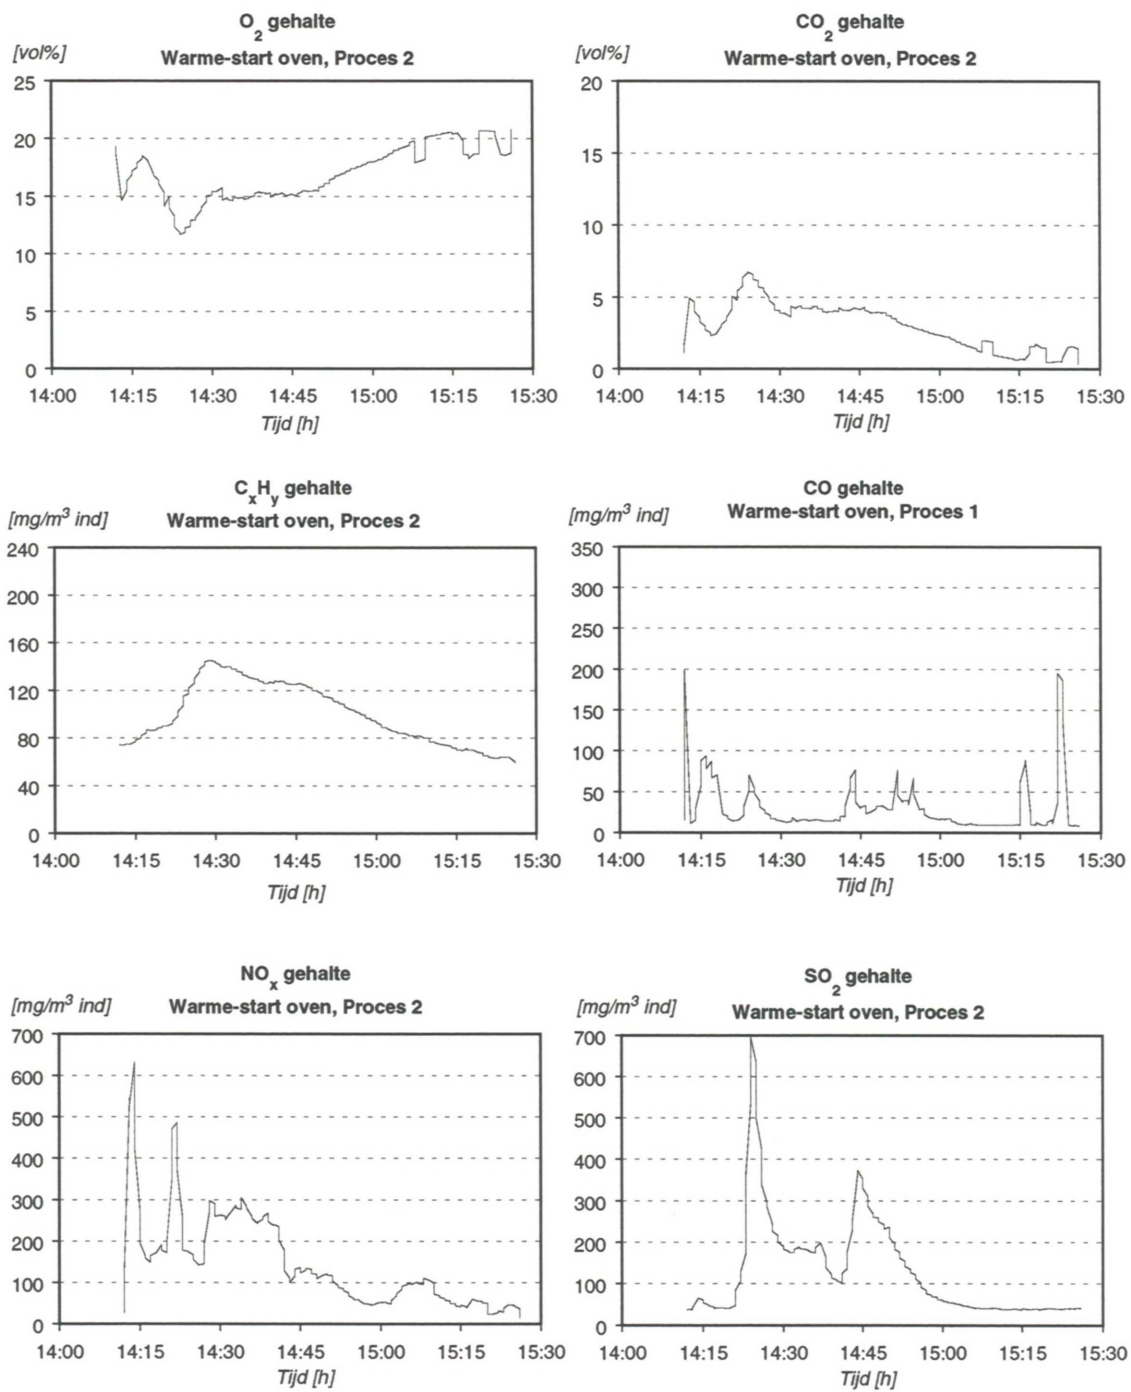 O2 gehalte
[vol%] Warme-start oven, Proces 2
25
20
15
10
5
0
14:00 14:15 14:30 14:45 15:00 15:15 15:30
Tijd [h]
CO2 gehalte
[vol%] Warme-start oven, Proces 2
20
15
10
5
0
14:00 14:15 14:30 14:45 15:00 15:15 15:30
Tijd [h]
CxHy gehalte
[mg/m3 ind] Warme-start oven, Proces 2
240
200
160
120
80
40
0
14:00 14:15 14:30 14:45 15:00 15:15 15:30
Tijd [h]
CO gehalte
[mg/m3 ind] Warme-start oven, Proces 1
350
300
250
200
150
100
50
0
14:00 14:15 14:30 14:45 15:00 15:15 15:30
Tijd [h]
NOx gehalte
[mg/m3 ind] Warme-start oven, Proces 2
700
600
500
400
300
200
100
0
14:00 14:15 14:30 14:45 15:00 15:15 15:30
Tijd [h]
SO2 gehalte
[mg/m3 ind] Warme-start oven, Proces 2
700
600
500
400
300
200
100
0
14:00 14:15 14:30 14:45 15:00 15:15 15:30
Tijd [h]